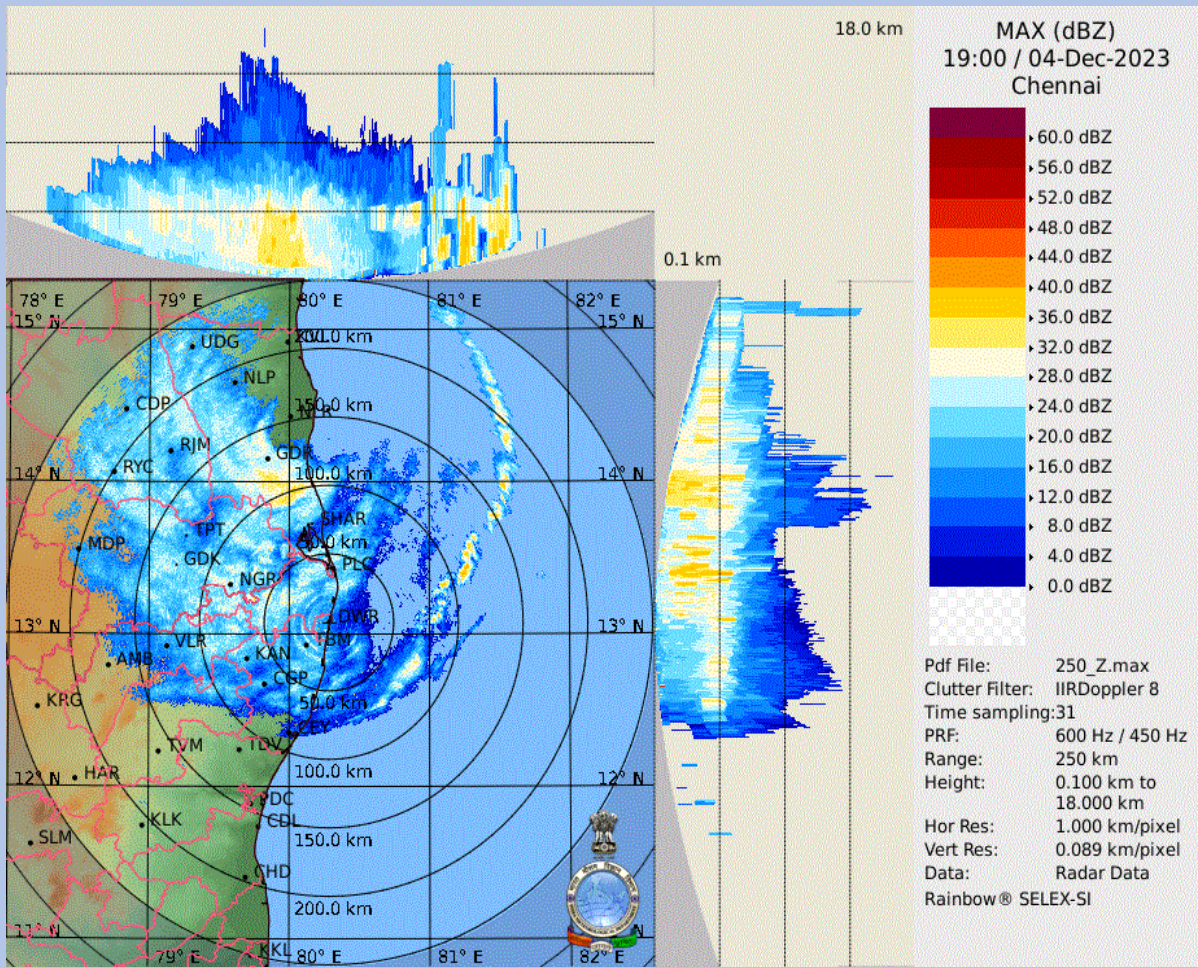 18.0 km
0.1 km
MAX (dBZ)
19:00 / 04-Dec-2023
Chennai
60.0 dBZ
56.0 dBZ
52.0 dBZ
48.0 dBZ
44.0 dBZ
40.0 dBZ
36.0 dBZ
32.0 dBZ
28.0 dBZ
24.0 dBZ
20.0 dBZ
16.0 dBZ
12.0 dBZ
8.0 dBZ
4.0 dBZ
0.0 dBZ
Pdf File: 250_Z.max
Clutter Filter: IIRDoppler 8
Time sampling:31
PRF: 600 Hz / 450 Hz
Range: 250 km
Height: 0.100 km to
18.000 km
Hor Res: 1.000 km/pixel
Vert Res: 0.089 km/pixel
Data: Radar Data
Rainbow® SELEX-SI
78° E 79° E 80° E 81° E 82° E
15° N 15° N
UDG
NLP
150.0 km
CDP
RJM
GDR
RYC
100.0 km
14° N 14° N
SHAR
TPT
MDP
PLC
GDK
NGR
DWR
13° N 13° N
VLR
KAN
AMB
CGP
KRG
50.0 km
TVM
TDV
100.0 km
HAR
12° N 12° N
CDL
KLK
150.0 km
SLM
CHD
200.0 km
11° N 11° N
KKL
79° E 80° E 81° E 82° E